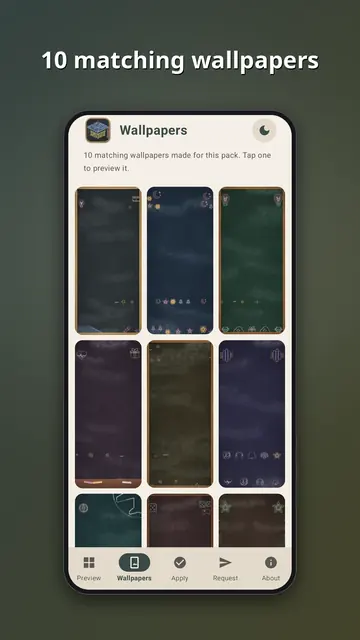 10 matching wallpapers
Wallpapers
10 matching wallpapers made for this pack. Tap one
to preview it.
Preview
Wallpapers
Apply
Request
About